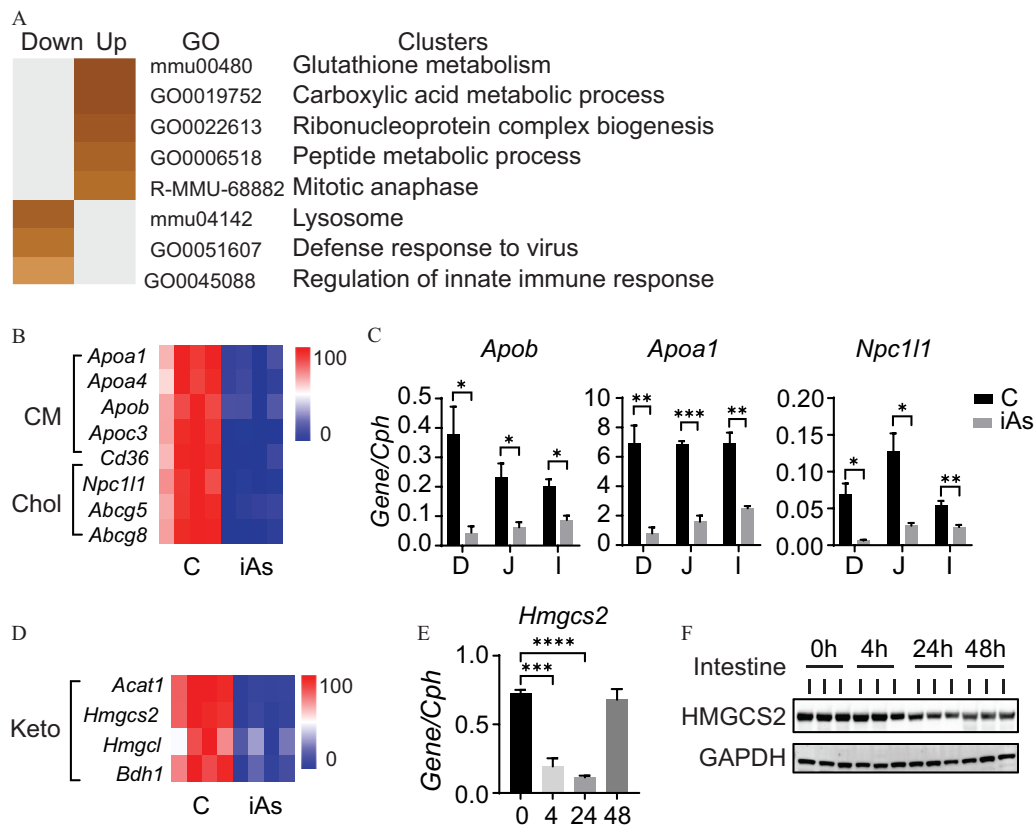 A
Down Up GO Clusters
mmu00480 Glutathione metabolism
GO0019752 Carboxylic acid metabolic process
GO0022613 Ribonucleoprotein complex biogenesis
GO0006518 Peptide metabolic process
R-MMU-68882 Mitotic anaphase
mmu04142 Lysosome
GO0051607 Defense response to virus
GO0045088 Regulation of innate immune response
B
CM
Chol
Apoa1
Apoa4
Apob
Apoc3
Cd36
Npc1l1
Abcg5
Abcg8
C iAs
100
0
C
Gene/Cph
Apob
0.5
0.4
0.3
0.2
0.1
0.0
* * *
D J I
Apoa1
10
8
6
4
2
0
** *** **
D J I
Npc1l1
0.20
0.15
0.10
0.05
0.00
* * **
D J I
C
iAs
D
Keto
Acat1
Hmgcs2
Hmgcl
Bdh1
C iAs
100
0
E
Hmgcs2
Gene/Cph
1.0
0.5
0.0
****
***
0 4 24 48
F
Intestine 0h 4h 24h 48h
HMGCS2
GAPDH